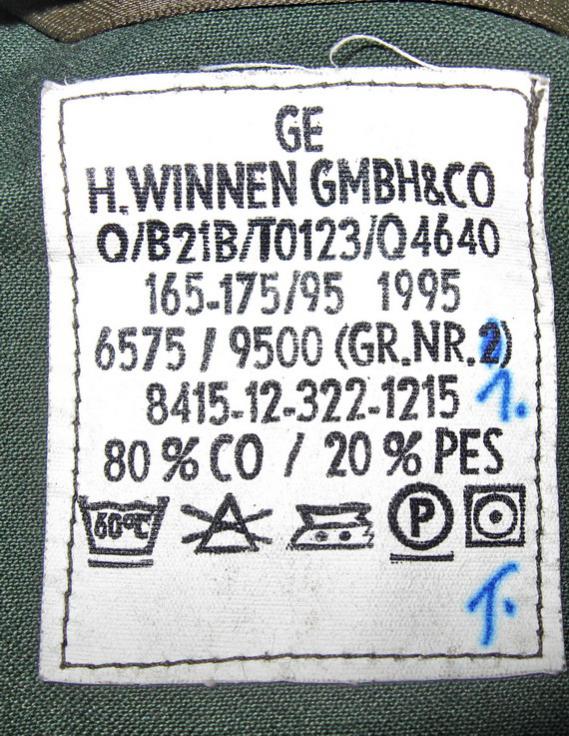 GE
H.WINNEN GMBH&CO
Q/B21B/T0123/Q4640
165-175/95 1995
6575 / 9500 (GR.NR.2)
8415-12-322-1215 1.
80 % CO / 20 % PES
60°C P
1.